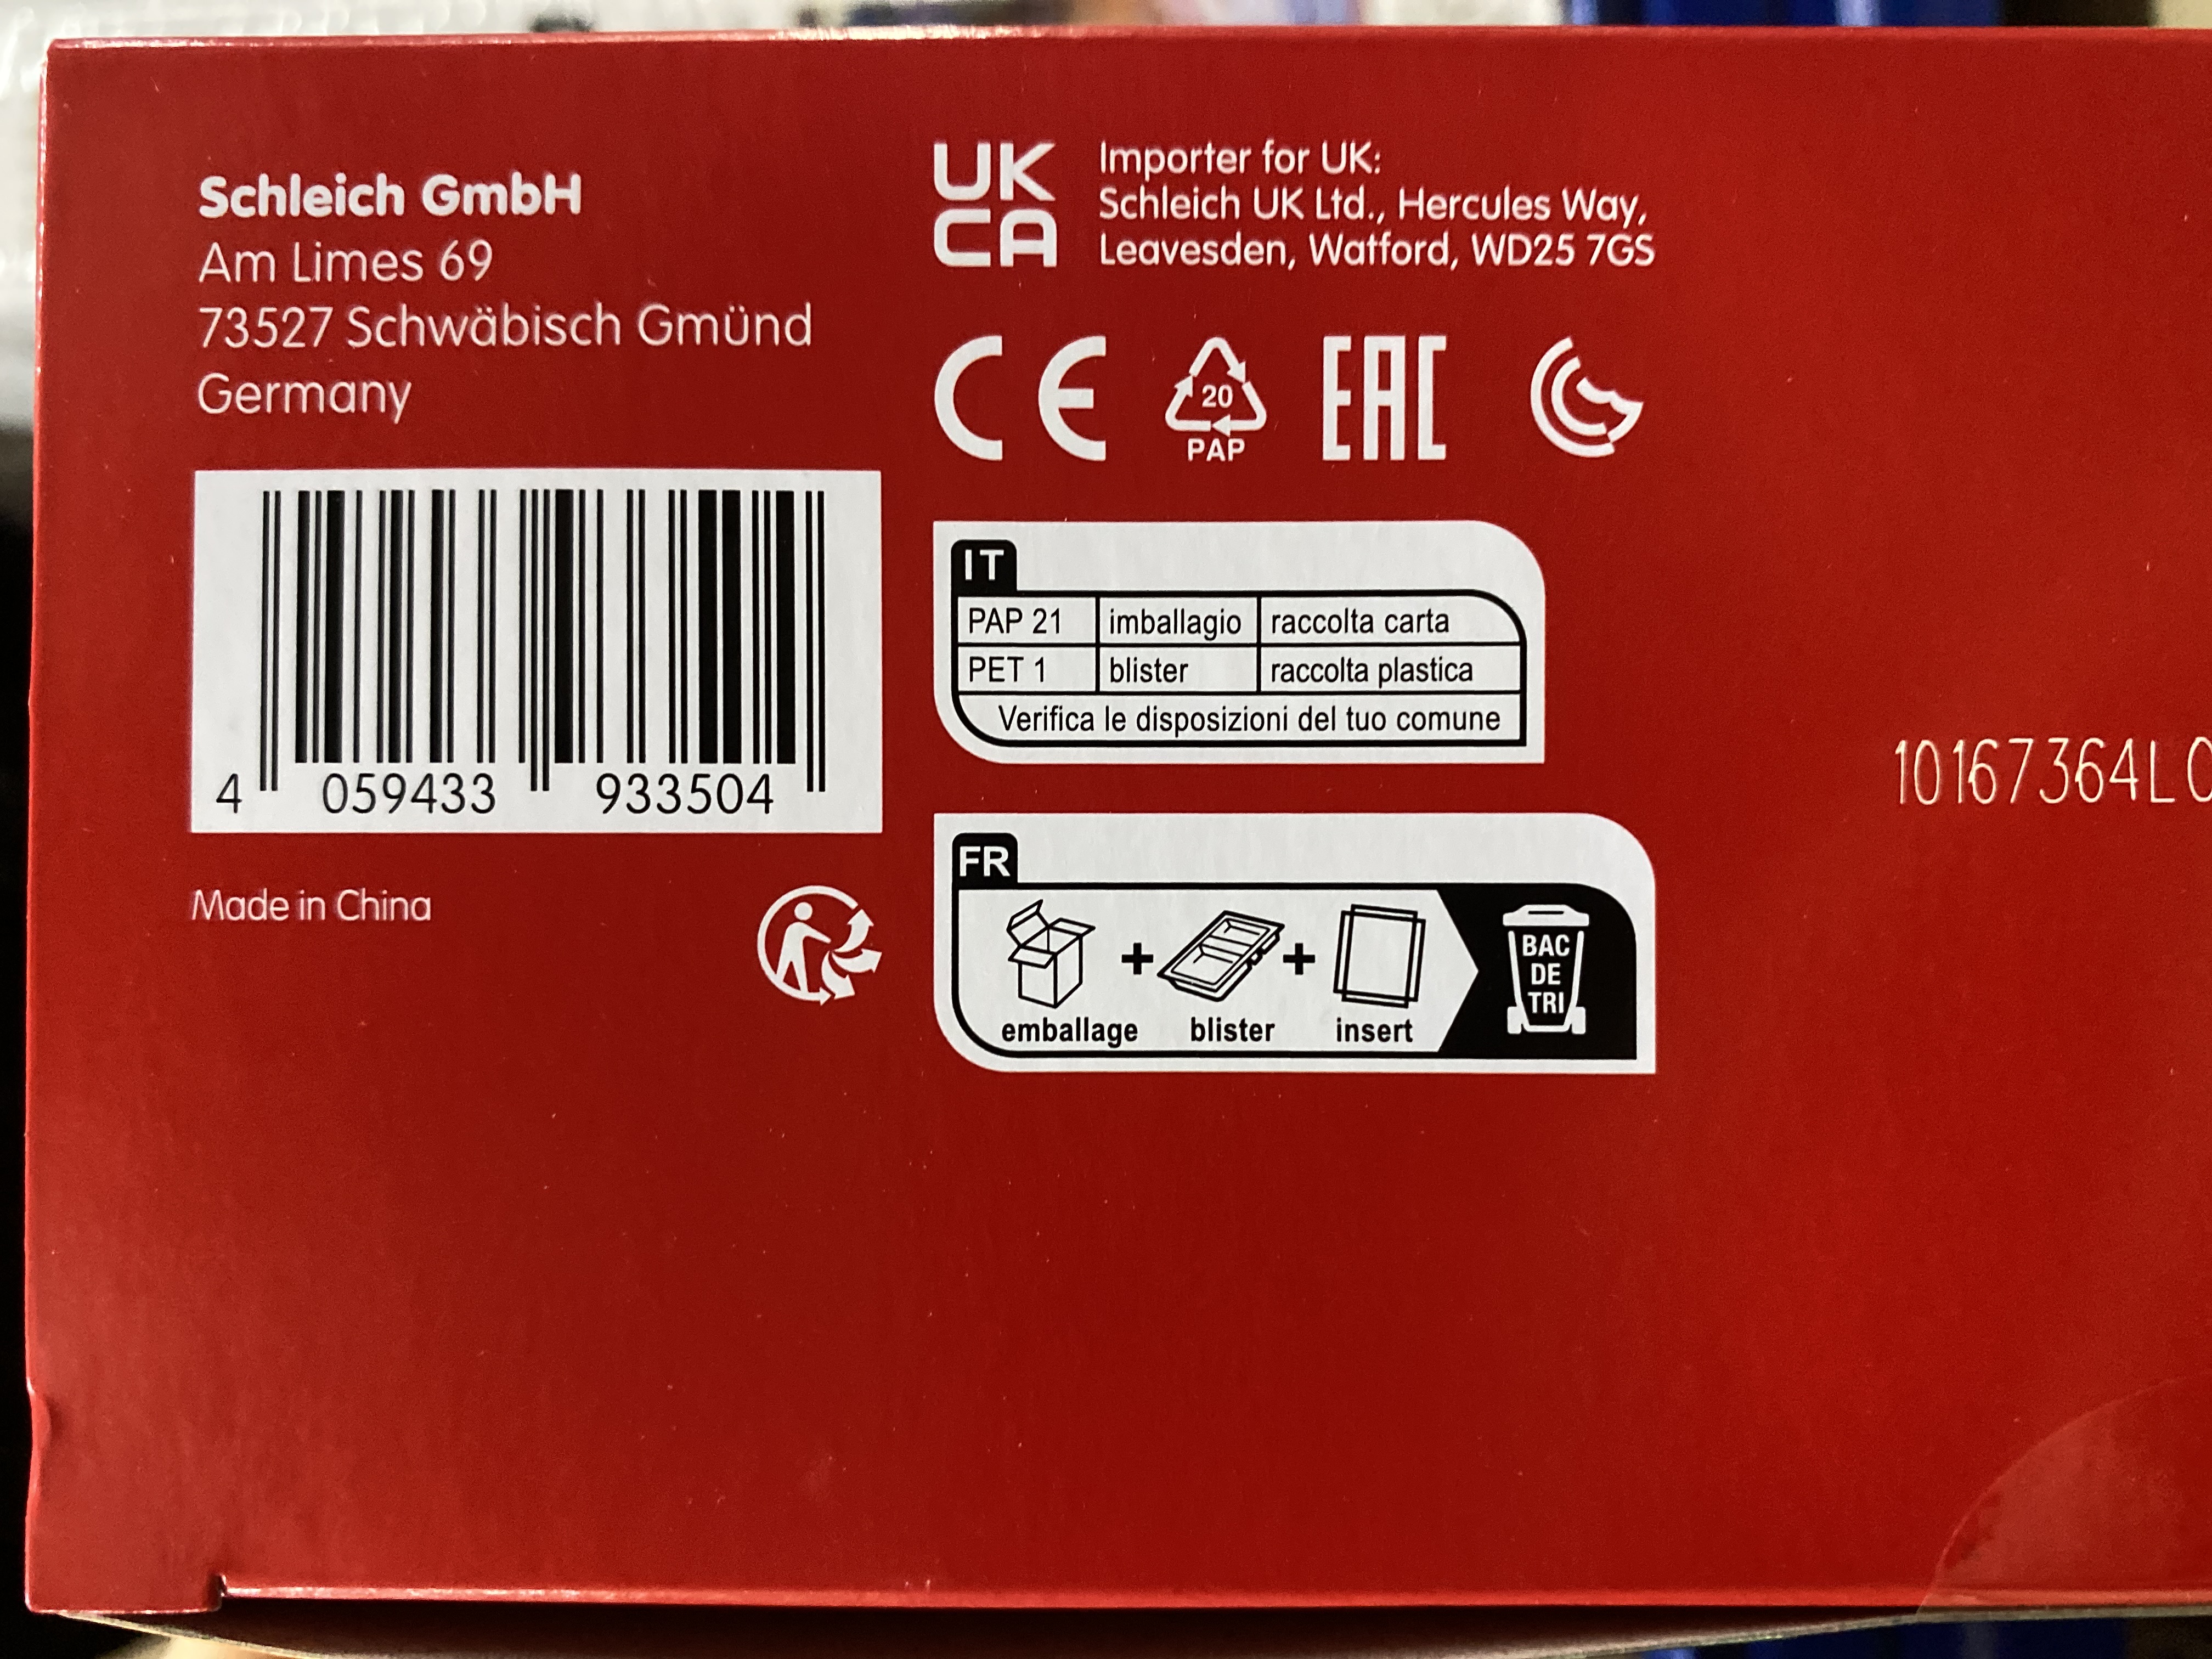 Schleich GmbH
Am Limes 69
73527 Schwäbisch Gmünd
Germany
4 059433 933504
Made in China
UK
CA
Importer for UK:
Schleich UK Ltd., Hercules Way,
Leavesden, Watford, WD25 7GS
CE
20
PAP
EAC
IT
PAP 21 imballagio raccolta carta
PET 1 blister raccolta plastica
Verifica le disposizioni del tuo comune
FR
emballage + blister + insert
BAC
DE
TRI
10167364L0